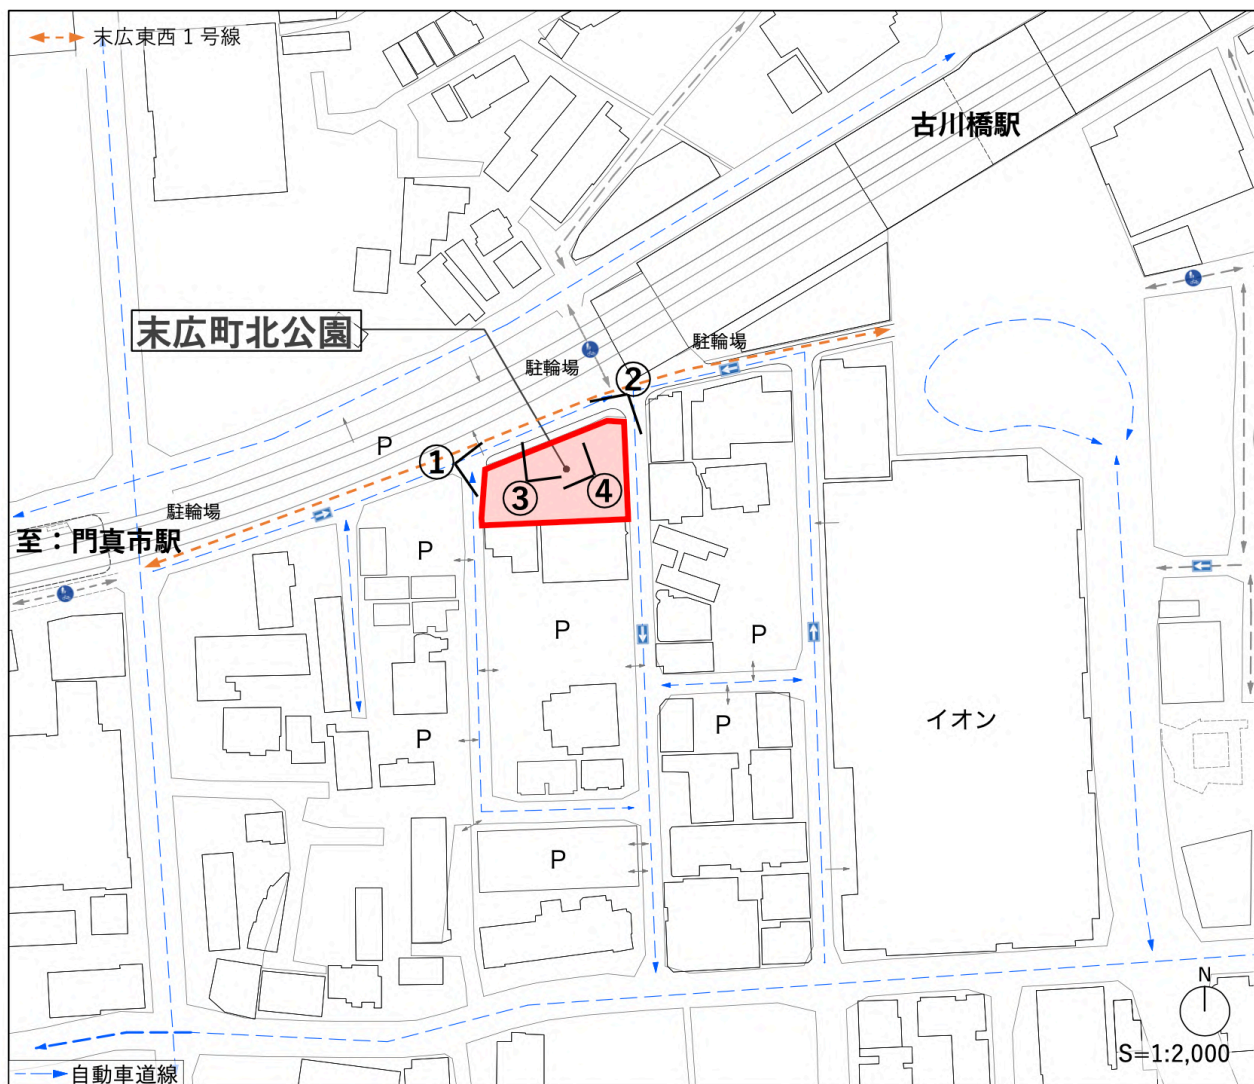 末広東西1号線
古川橋駅
末広町北公園
駐輪場
駐輪場
②
P
①
③
④
駐輪場
至：門真市駅
P
P
P
イオン
P
P
P
N
S=1:2,000
自動車道線